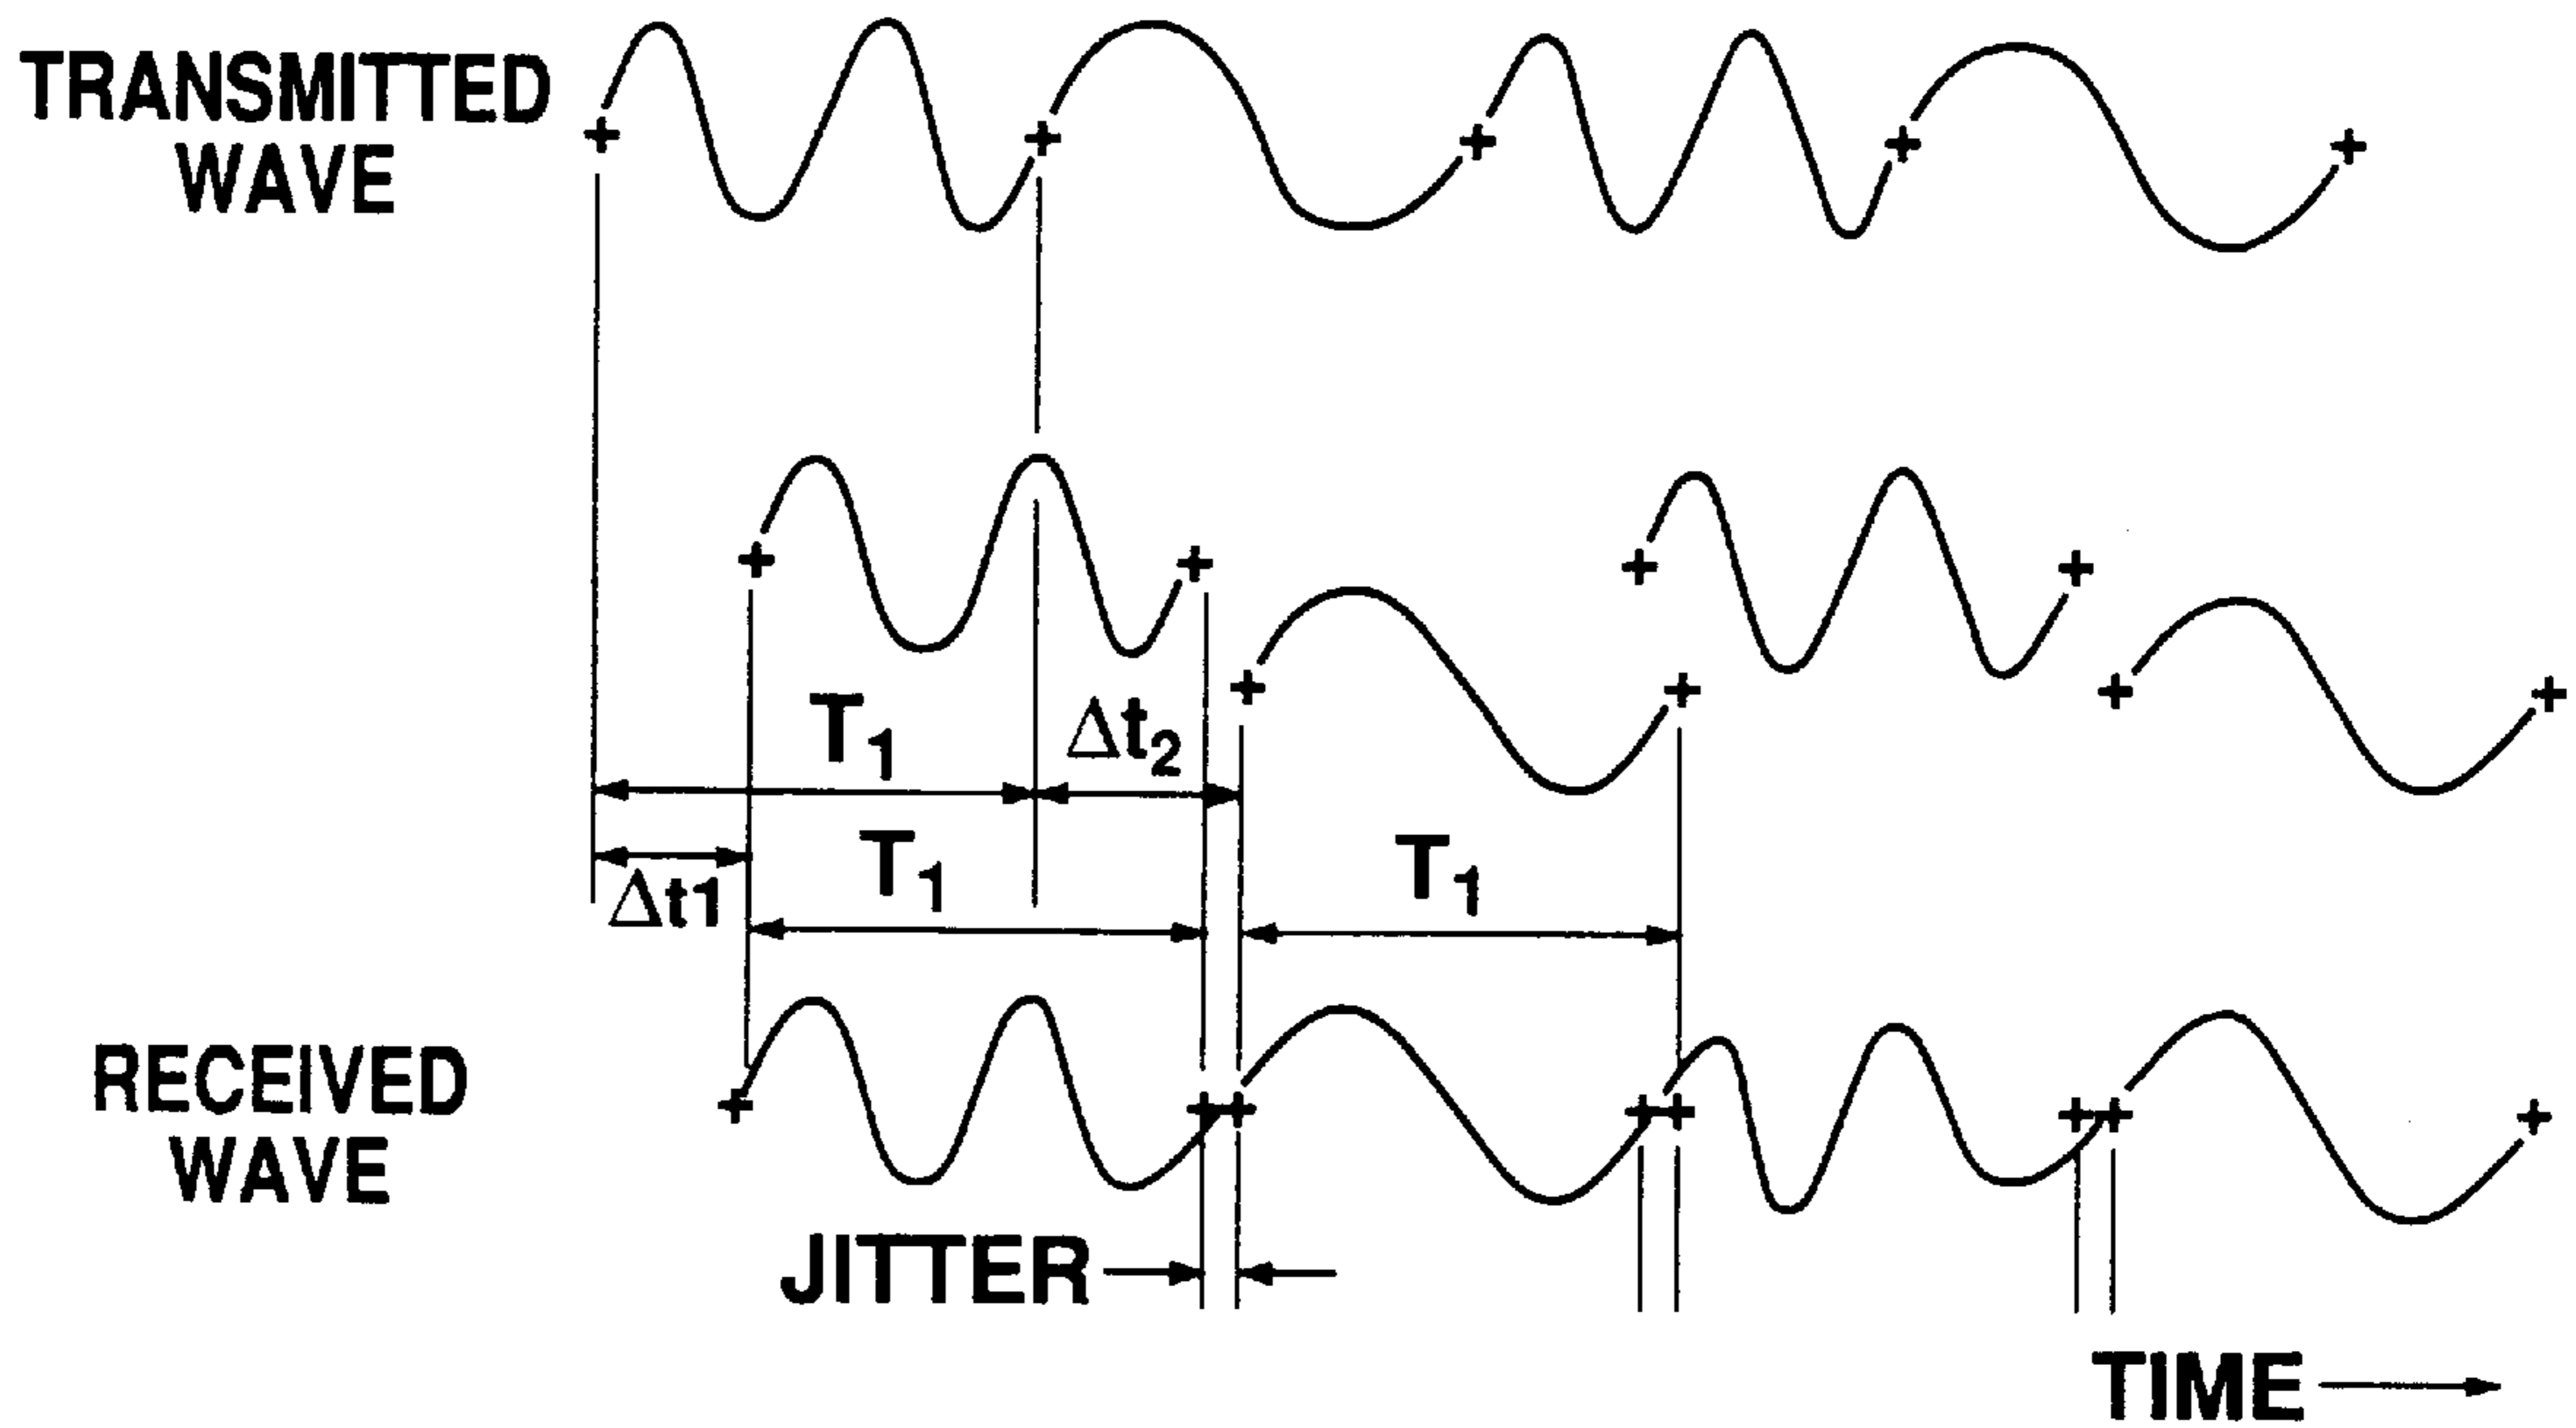 TRANSMITTED
WAVE
T₁
Δt₂
Δt1
T₁
T₁
RECEIVED
WAVE
JITTER
TIME